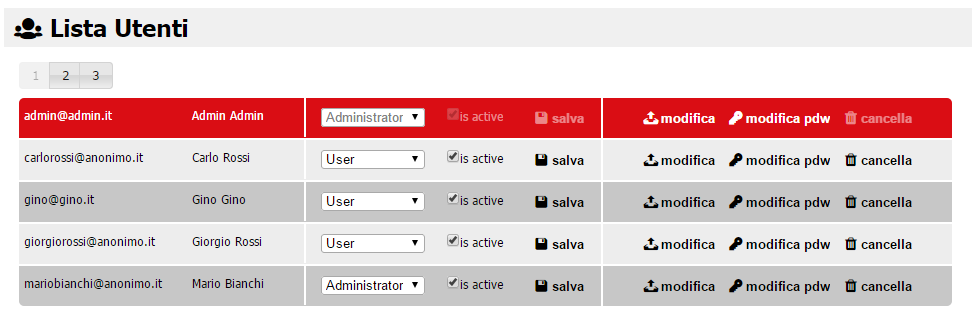 Lista Utenti
1 2 3
admin@admin.it Admin Admin Administrator is active salva modifica modifica pdw cancella
carlorossi@anonimo.it Carlo Rossi User is active salva modifica modifica pdw cancella
gino@gino.it Gino Gino User is active salva modifica modifica pdw cancella
giorgiorossi@anonimo.it Giorgio Rossi User is active salva modifica modifica pdw cancella
mariobianchi@anonimo.it Mario Bianchi Administrator is active salva modifica modifica pdw cancella